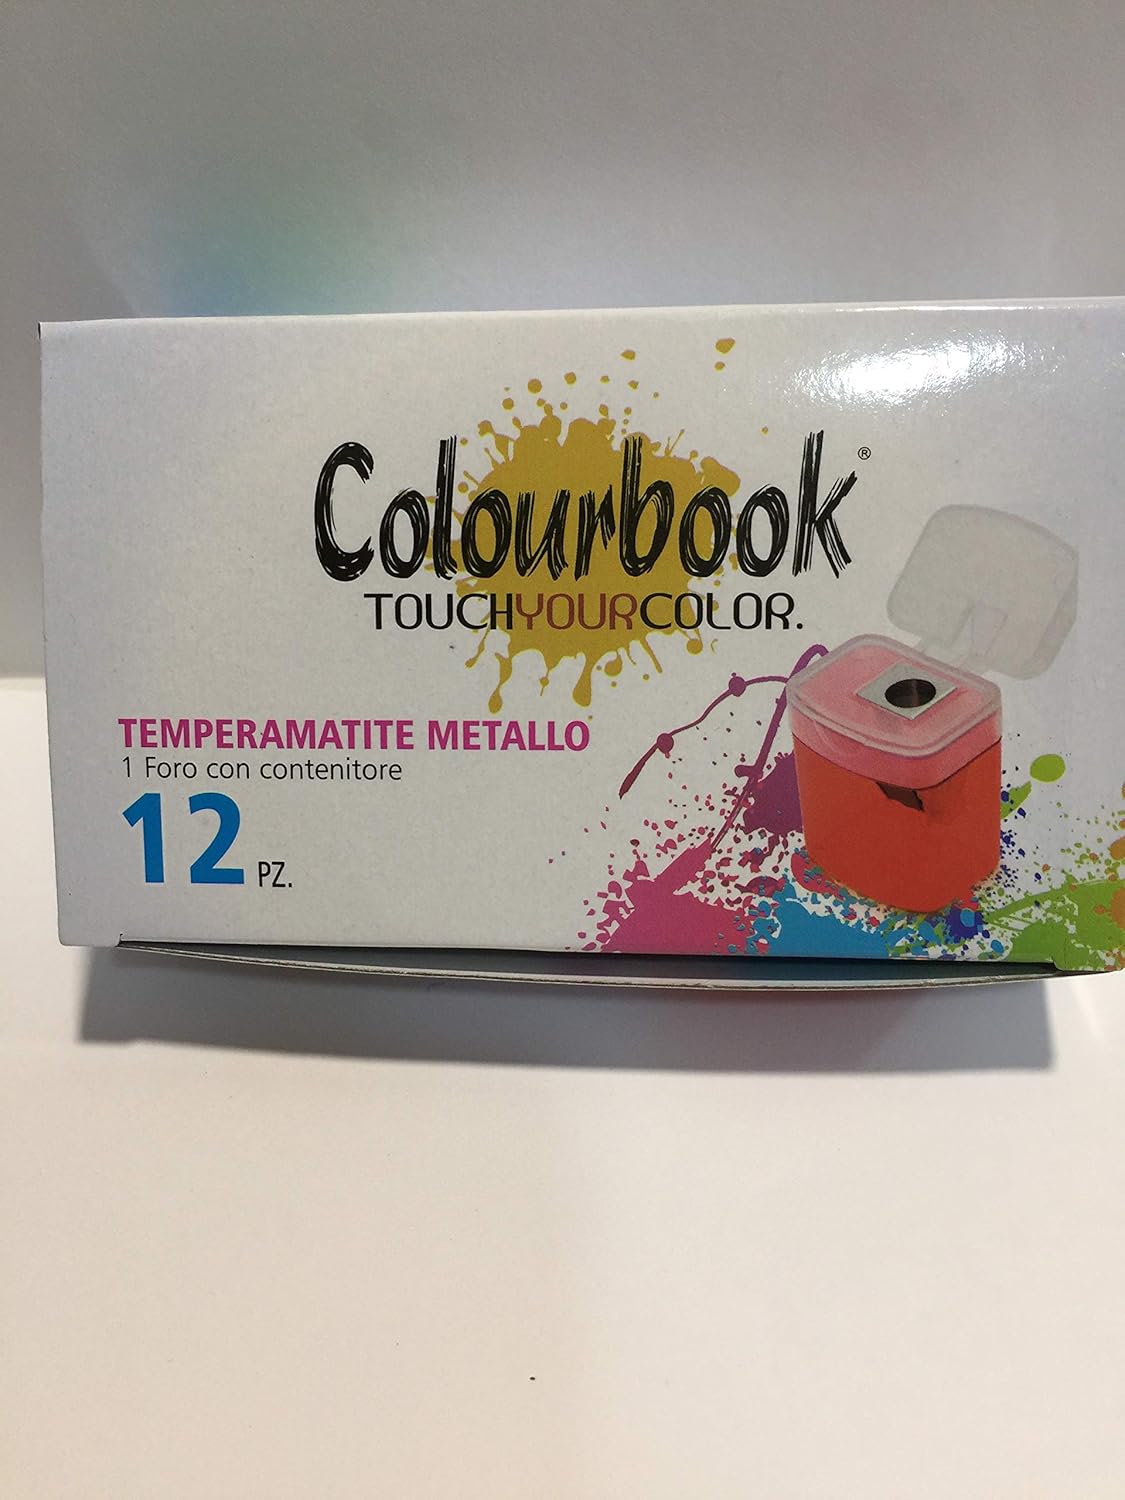 Colourbook®
TOUCHYOURCOLOR.
TEMPERAMATITE METALLO
1 Foro con contenitore
12 PZ.